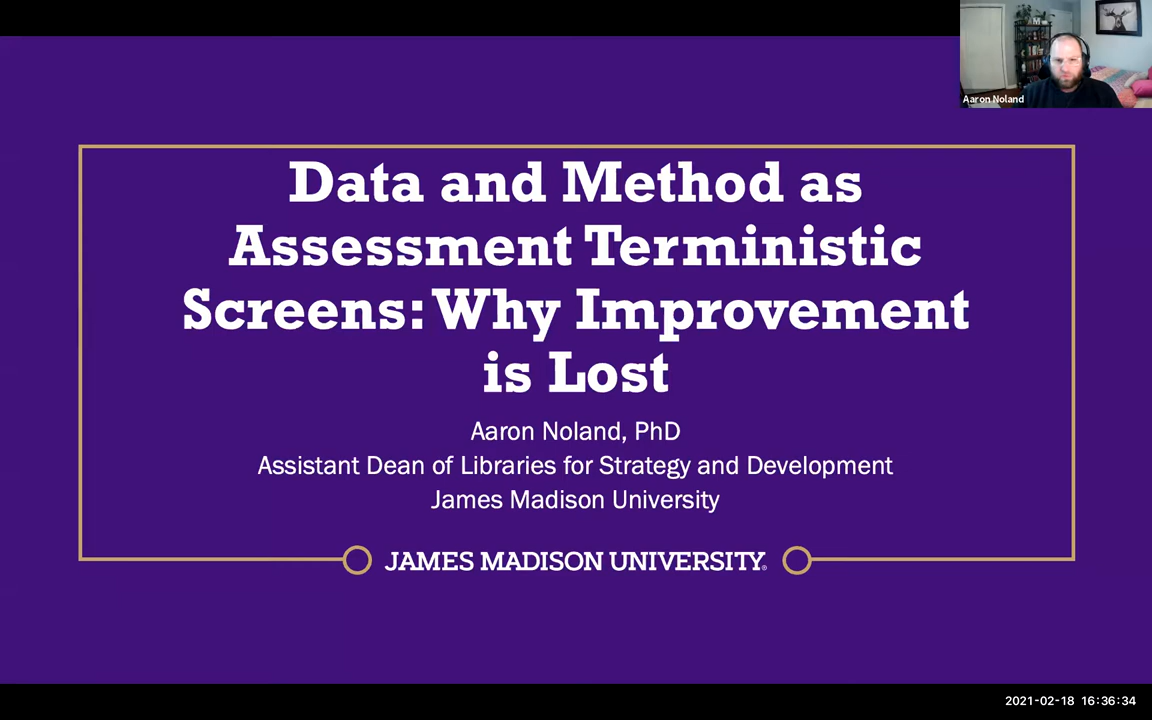 Aaron Noland
Data and Method as
Assessment Terministic
Screens: Why Improvement
is Lost
Aaron Noland, PhD
Assistant Dean of Libraries for Strategy and Development
James Madison University
JAMES MADISON UNIVERSITY®
2021-02-18 16:36:34